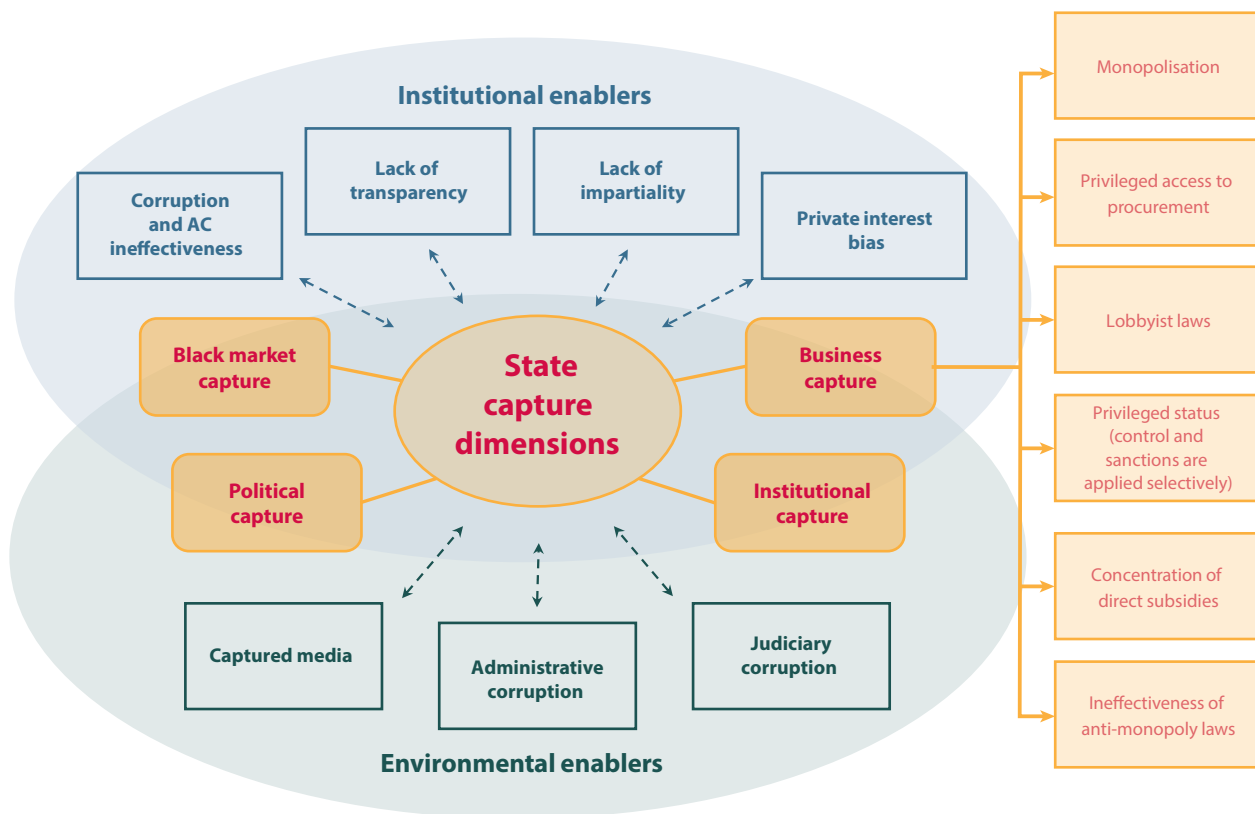 Institutional enablers
Corruption
and AC
ineffectiveness
Lack of
transparency
Lack of
impartiality
Private interest
bias
Black market
capture
State
capture
dimensions
Business
capture
Political
capture
Institutional
capture
Captured media
Administrative
corruption
Judiciary
corruption
Environmental enablers
Monopolisation
Privileged access to
procurement
Lobbyist laws
Privileged status
(control and
sanctions are
applied selectively)
Concentration of
direct subsidies
Ineffectiveness of
anti-monopoly laws